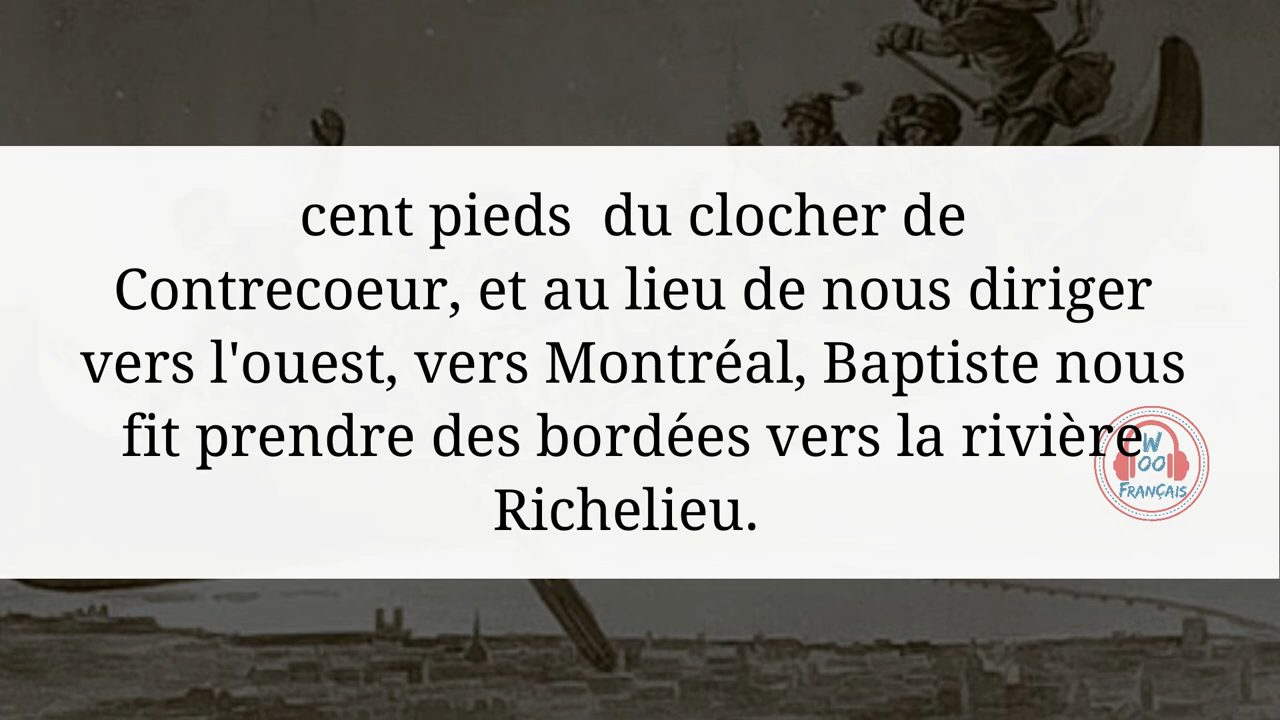 cent pieds  du clocher de
Contrecoeur, et au lieu de nous diriger
vers l'ouest, vers Montréal, Baptiste nous
fit prendre des bordées vers la rivière
Richelieu.
W
OO
FRANÇAIS